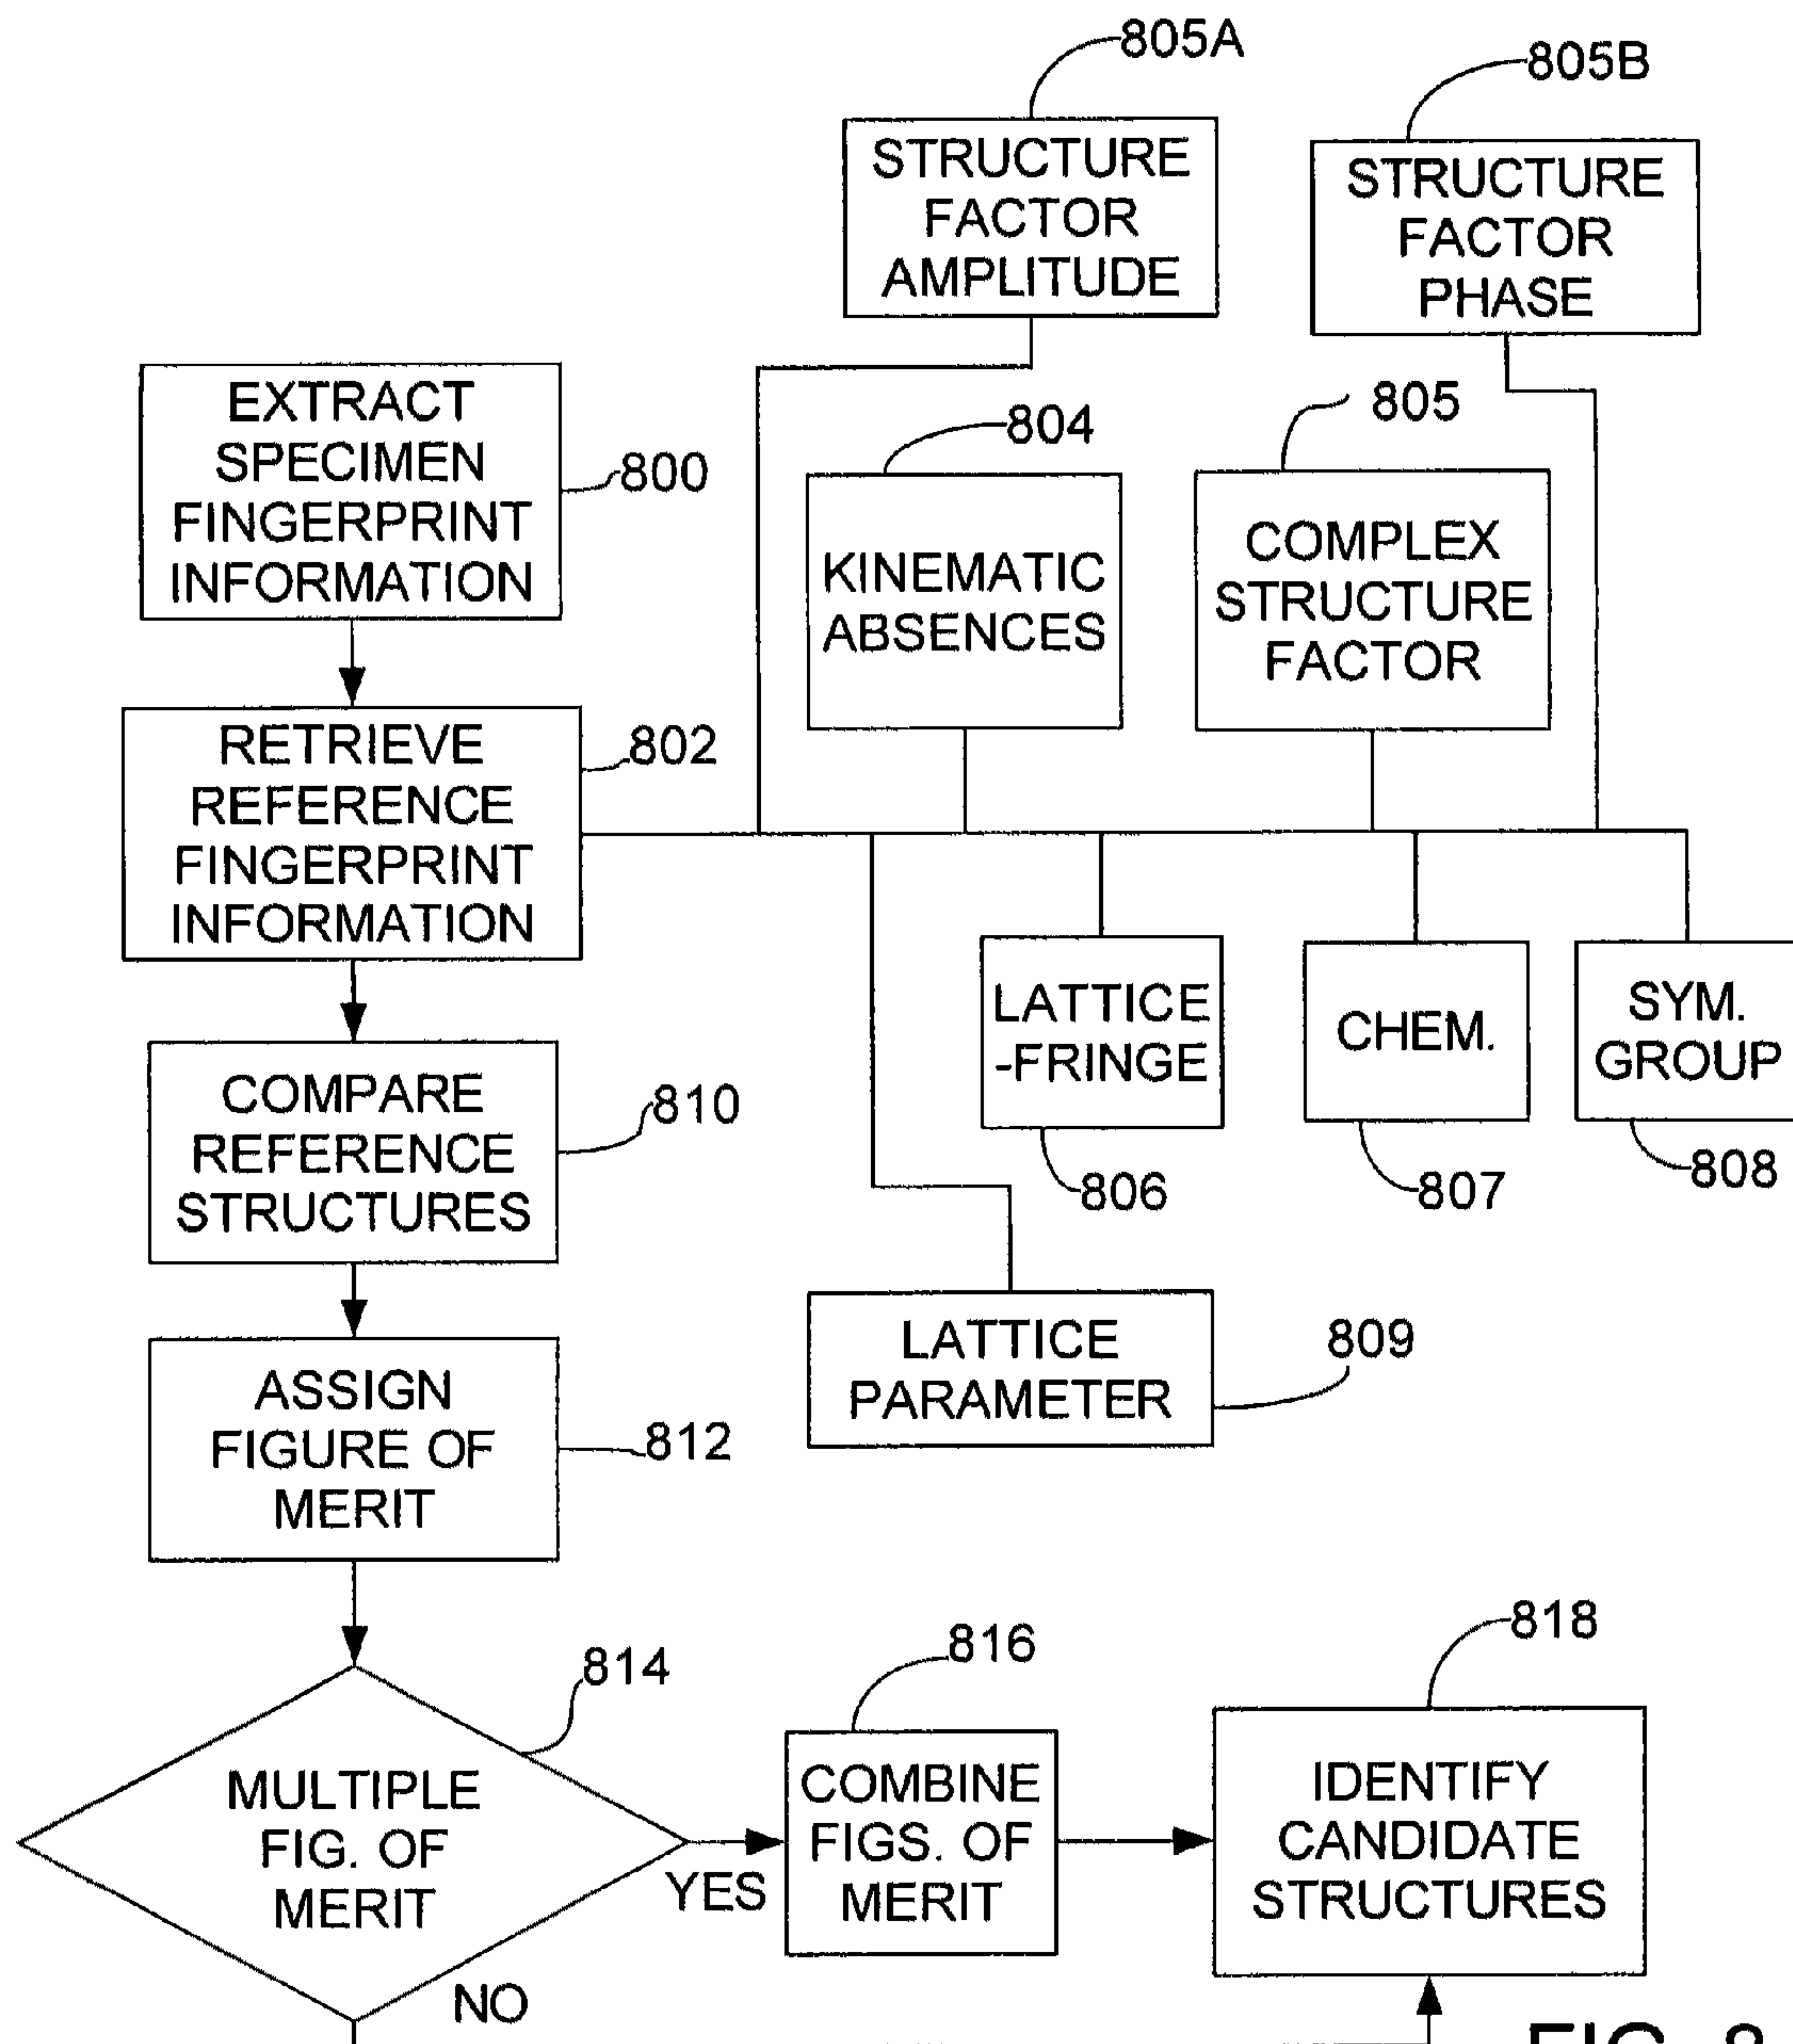 805A
805B
STRUCTURE
FACTOR
AMPLITUDE
STRUCTURE
FACTOR
PHASE
EXTRACT
SPECIMEN
FINGERPRINT
INFORMATION
800
804
805
KINEMATIC
ABSENCES
COMPLEX
STRUCTURE
FACTOR
RETRIEVE
REFERENCE
FINGERPRINT
INFORMATION
802
LATTICE
-FRINGE
CHEM.
SYM.
GROUP
806
807
808
COMPARE
REFERENCE
STRUCTURES
810
LATTICE
PARAMETER
809
ASSIGN
FIGURE OF
MERIT
812
814
816
818
MULTIPLE
FIG. OF
MERIT
YES
COMBINE
FIGS. OF
MERIT
IDENTIFY
CANDIDATE
STRUCTURES
NO
FIG. 8